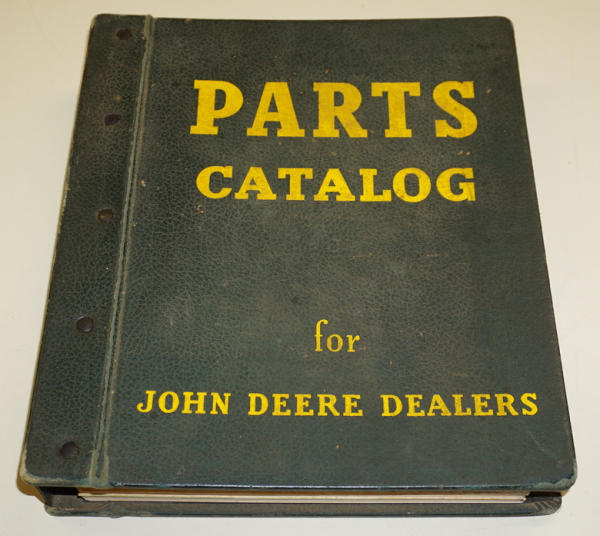 PARTS
CATALOG
for
JOHN DEERE DEALERS